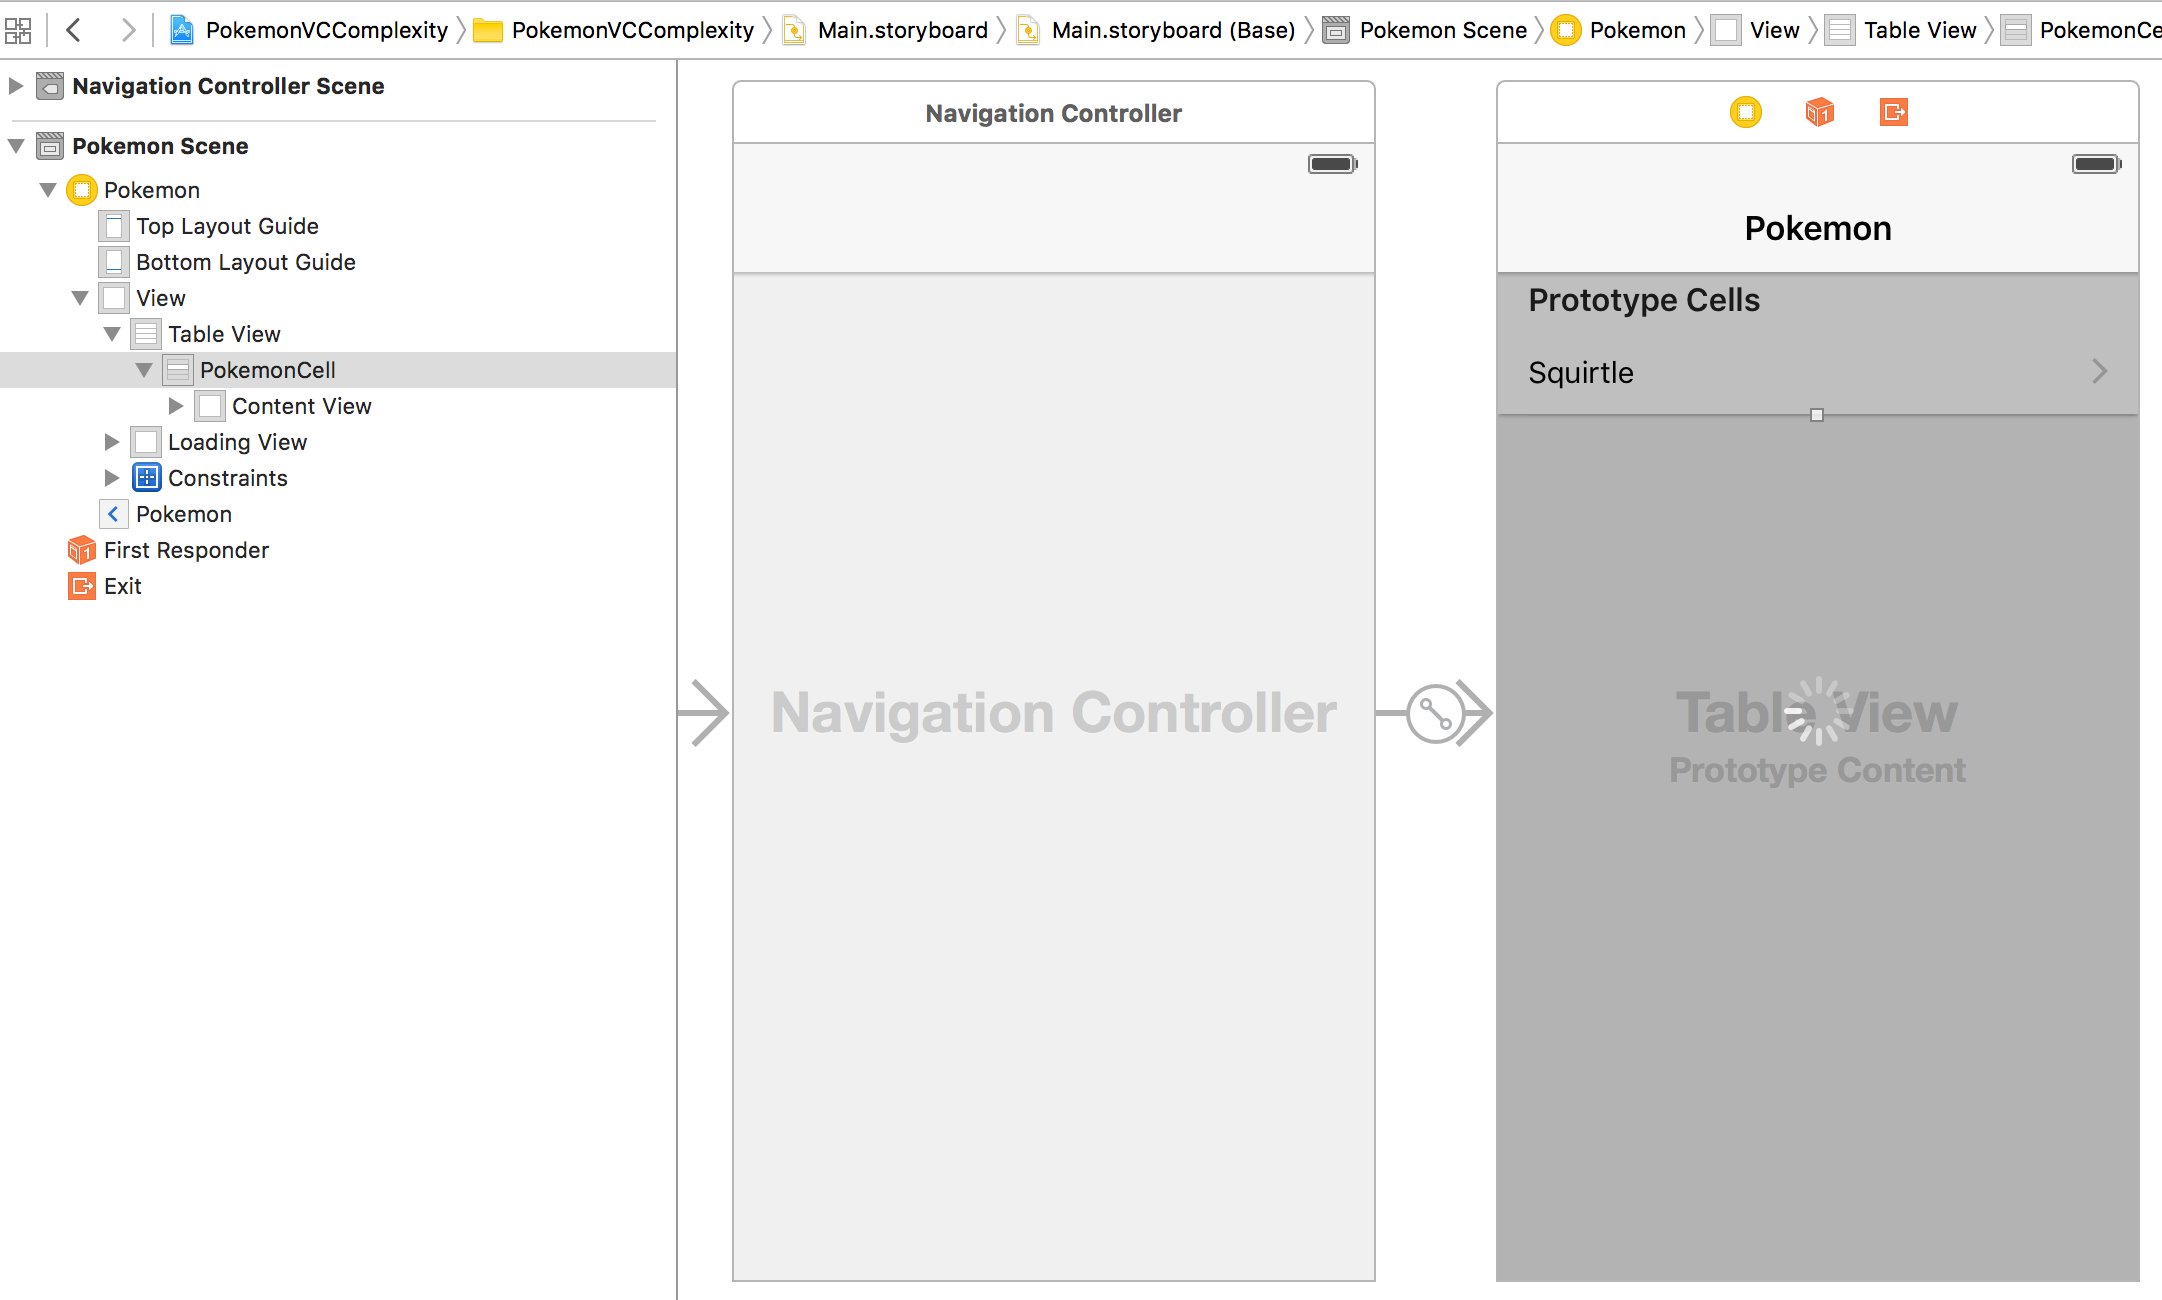 PokemonVCComplexity PokemonVCComplexity Main.storyboard Main.storyboard (Base) Pokemon Scene Pokemon View Table View PokemonCe
Navigation Controller Scene
Pokemon Scene
Pokemon
Top Layout Guide
Bottom Layout Guide
View
Table View
PokemonCell
Content View
Loading View
Constraints
Pokemon
First Responder
Exit
Navigation Controller
Navigation Controller
Pokemon
Prototype Cells
Squirtle
Table View
Prototype Content